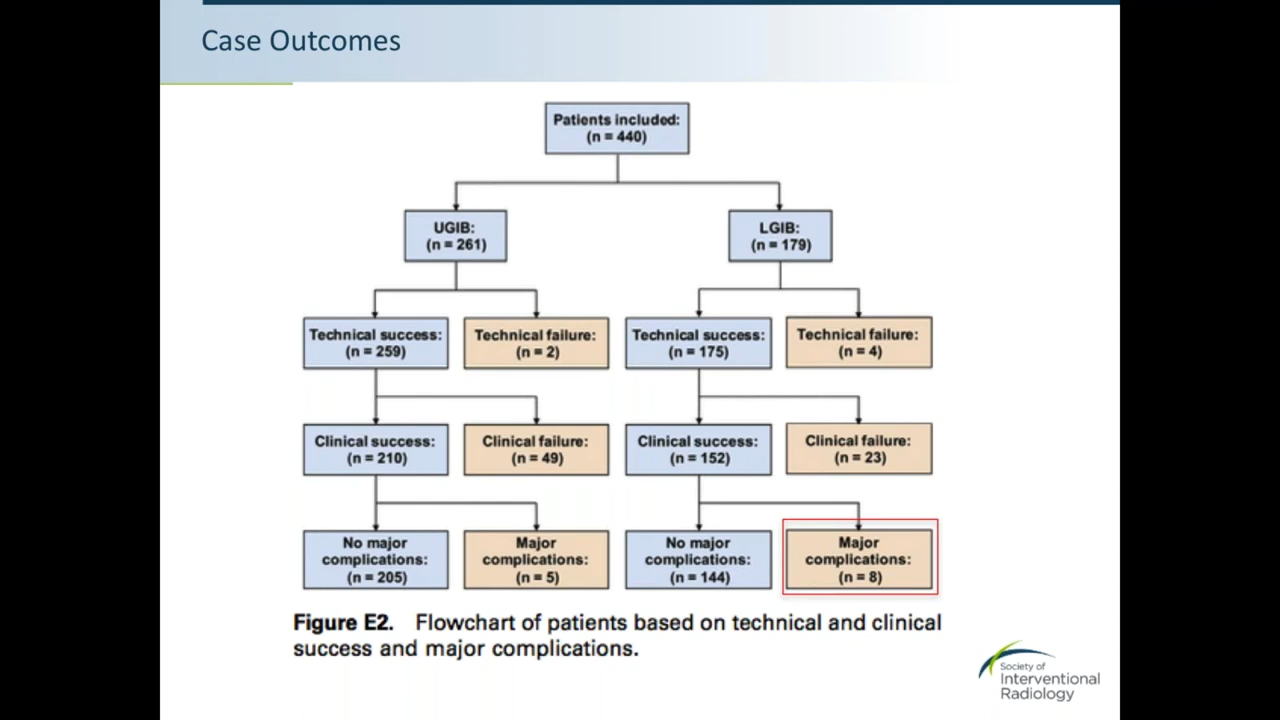 Case Outcomes
Patients included:
(n = 440)
UGIB:
(n = 261)
LGIB:
(n = 179)
Technical success:
(n = 259)
Technical failure:
(n = 2)
Technical success:
(n = 175)
Technical failure:
(n = 4)
Clinical success:
(n = 210)
Clinical failure:
(n = 49)
Clinical success:
(n = 152)
Clinical failure:
(n = 23)
No major
complications:
(n = 205)
Major
complications:
(n = 5)
No major
complications:
(n = 144)
Major
complications:
(n = 8)
Figure E2. Flowchart of patients based on technical and clinical
success and major complications.
Society of
Interventional
Radiology